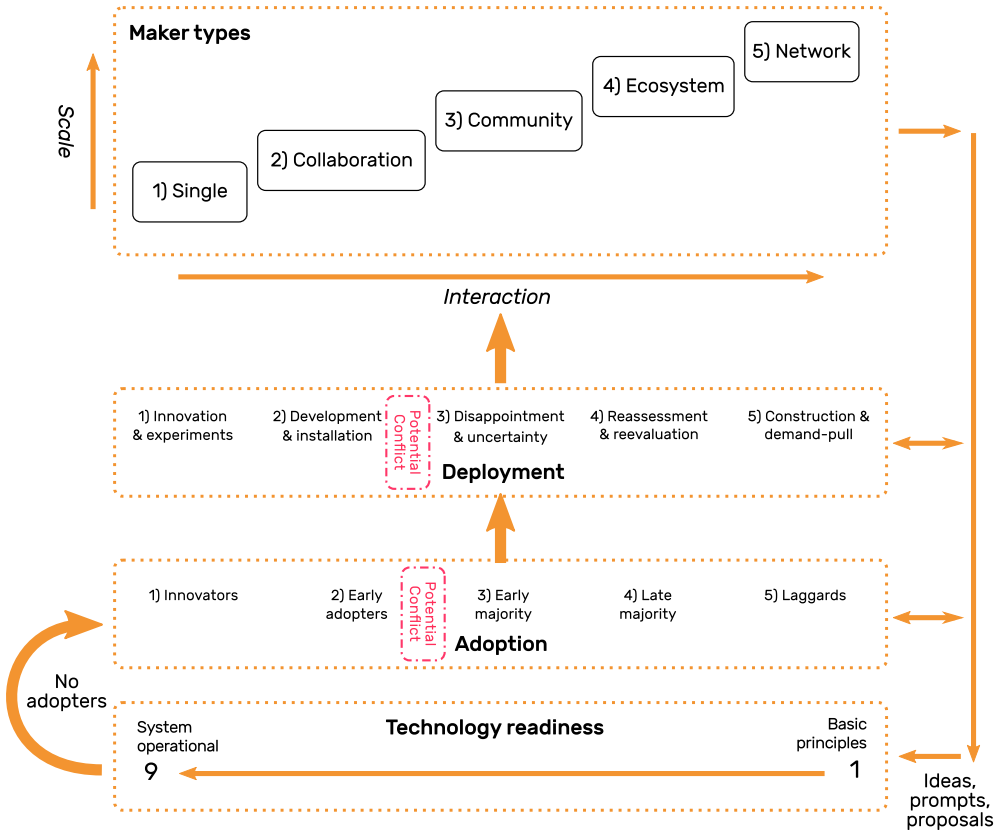 Maker types
5) Network
4) Ecosystem
3) Community
2) Collaboration
1) Single
Scale
Interaction
1) Innovation
& experiments
2) Development
& installation
Potential
Conflict
3) Disappointment
& uncertainty
4) Reassessment
& reevaluation
5) Construction &
demand-pull
Deployment
1) Innovators
2) Early
adopters
Potential
Conflict
3) Early
majority
4) Late
majority
5) Laggards
Adoption
No
adopters
System
operational
9
Technology readiness
Basic
principles
1
Ideas,
prompts,
proposals